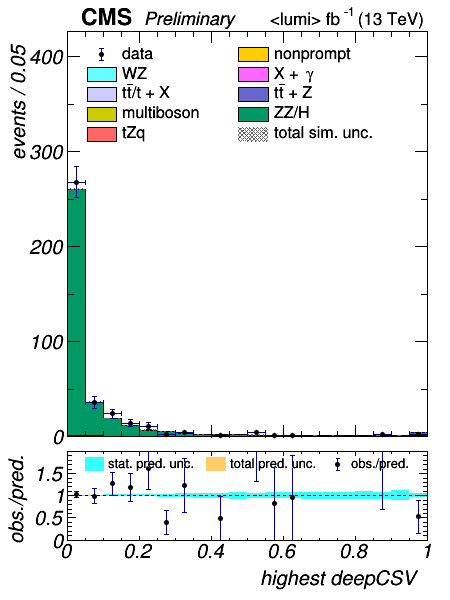 CMS Preliminary <lumi> fb⁻¹ (13 TeV)
events / 0.05
400
300
200
100
0
data
WZ
tt̄/t + X
multiboson
tZq
nonprompt
X + γ
tt̄ + Z
ZZ/H
total sim. unc.
obs./pred.
1.5
1
0.5
0
stat. pred. unc. total pred. unc. obs./pred.
0 0.2 0.4 0.6 0.8 1
highest deepCSV